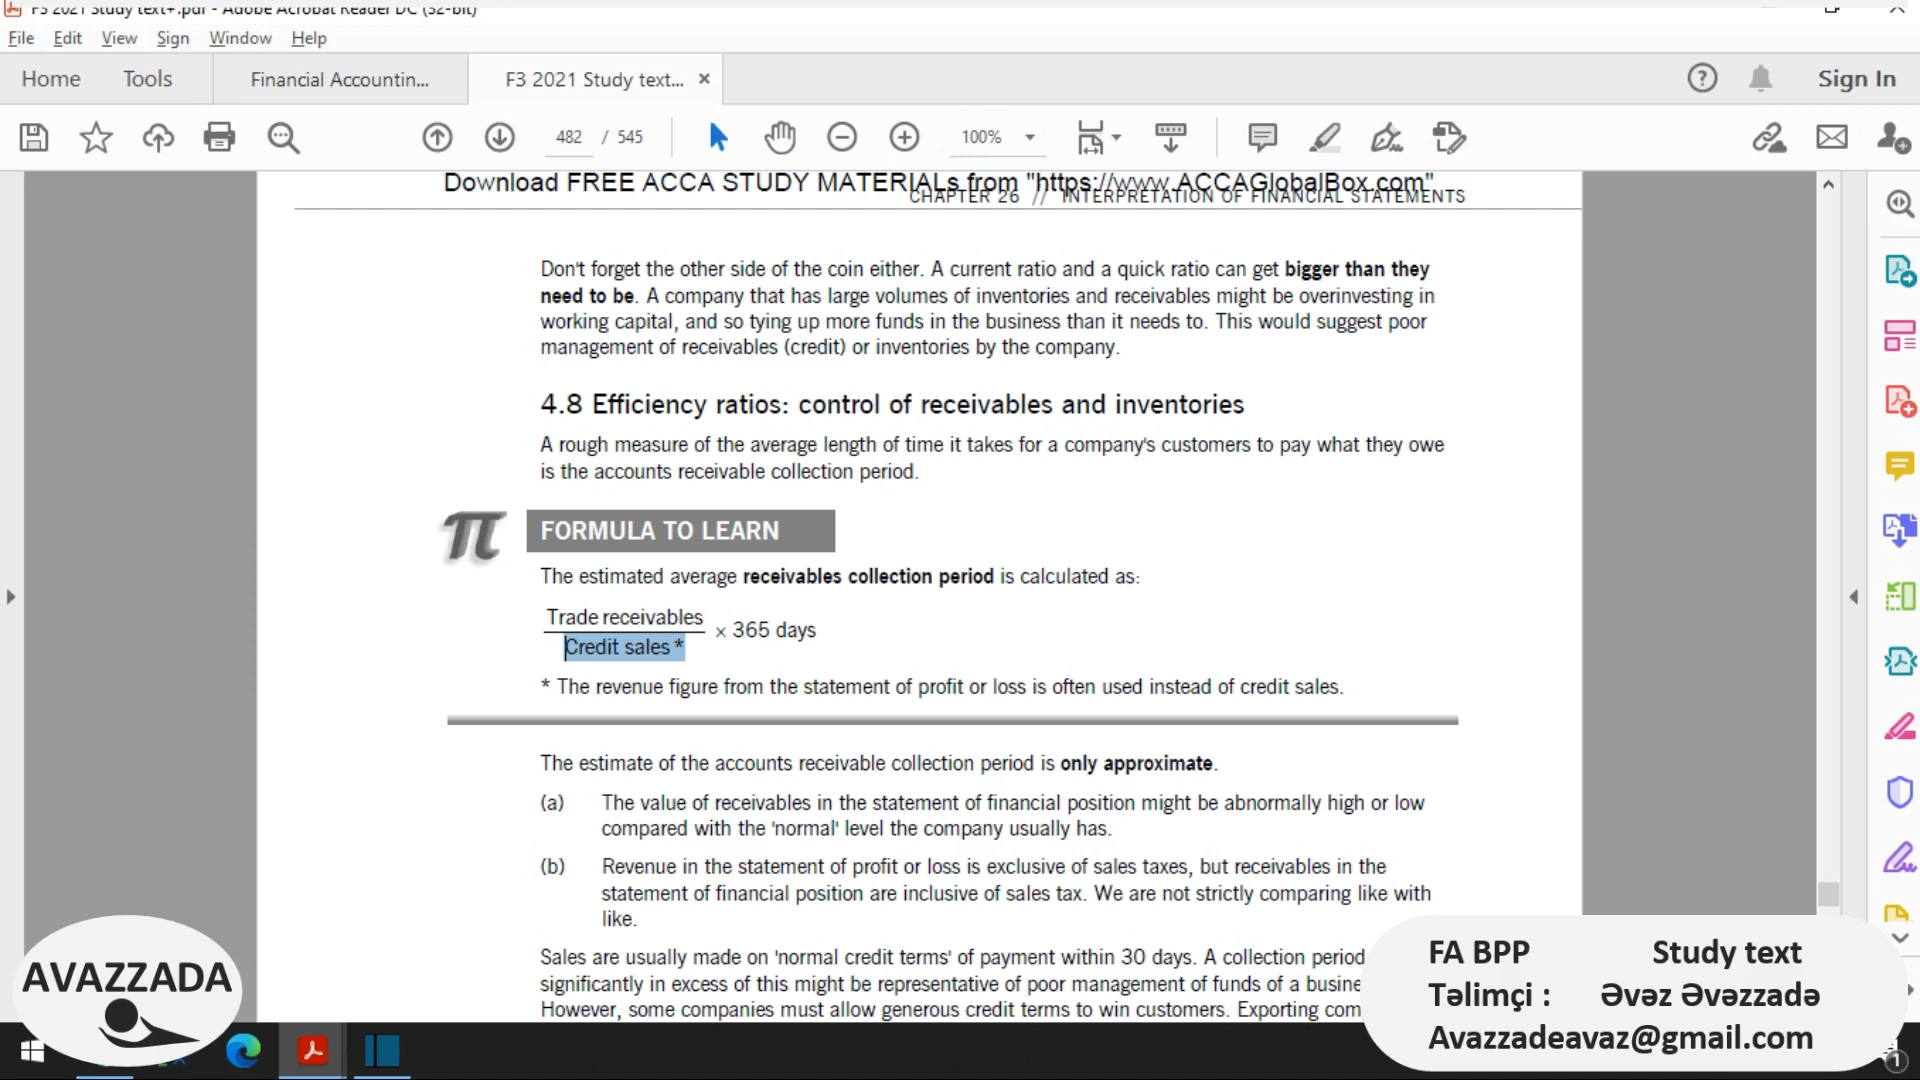 F3 2021 Study text+.pdf - Adobe Acrobat Reader DC (32-bit)
File Edit View Sign Window Help
Home Tools Financial Accountin... F3 2021 Study text... × Sign In
482 / 545 100%
Download FREE ACCA STUDY MATERIALs from "https://www.ACCAGlobalBox.com"
CHAPTER 26 // INTERPRETATION OF FINANCIAL STATEMENTS
Don't forget the other side of the coin either. A current ratio and a quick ratio can get bigger than they
need to be. A company that has large volumes of inventories and receivables might be overinvesting in
working capital, and so tying up more funds in the business than it needs to. This would suggest poor
management of receivables (credit) or inventories by the company.
4.8 Efficiency ratios: control of receivables and inventories
A rough measure of the average length of time it takes for a company's customers to pay what they owe
is the accounts receivable collection period.
π FORMULA TO LEARN
The estimated average receivables collection period is calculated as:
Trade receivables
Credit sales *
× 365 days
* The revenue figure from the statement of profit or loss is often used instead of credit sales.
The estimate of the accounts receivable collection period is only approximate.
(a) The value of receivables in the statement of financial position might be abnormally high or low
compared with the 'normal' level the company usually has.
(b) Revenue in the statement of profit or loss is exclusive of sales taxes, but receivables in the
statement of financial position are inclusive of sales tax. We are not strictly comparing like with
like.
Sales are usually made on 'normal credit terms' of payment within 30 days. A collection period
significantly in excess of this might be representative of poor management of funds of a busine
However, some companies must allow generous credit terms to win customers. Exporting com
AVAZZADA
FA BPP Study text
Təlimçi : Əvəz Əvəzzadə
Avazzadeavaz@gmail.com
1